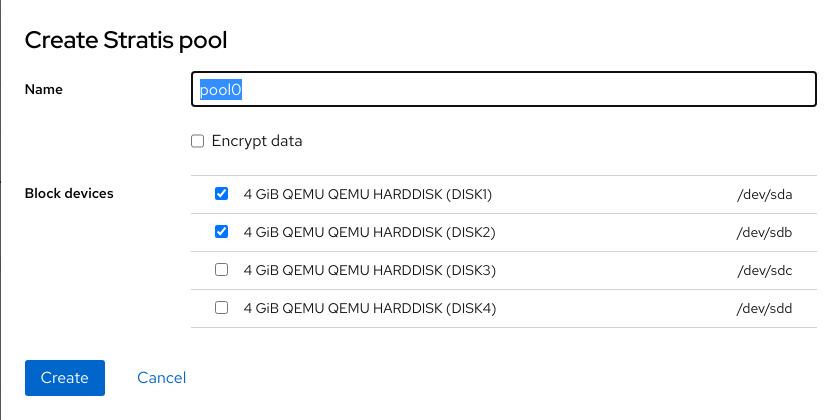 Create Stratis pool
Name
pool0
Encrypt data
Block devices
4 GiB QEMU QEMU HARDDISK (DISK1) /dev/sda
4 GiB QEMU QEMU HARDDISK (DISK2) /dev/sdb
4 GiB QEMU QEMU HARDDISK (DISK3) /dev/sdc
4 GiB QEMU QEMU HARDDISK (DISK4) /dev/sdd
Create Cancel